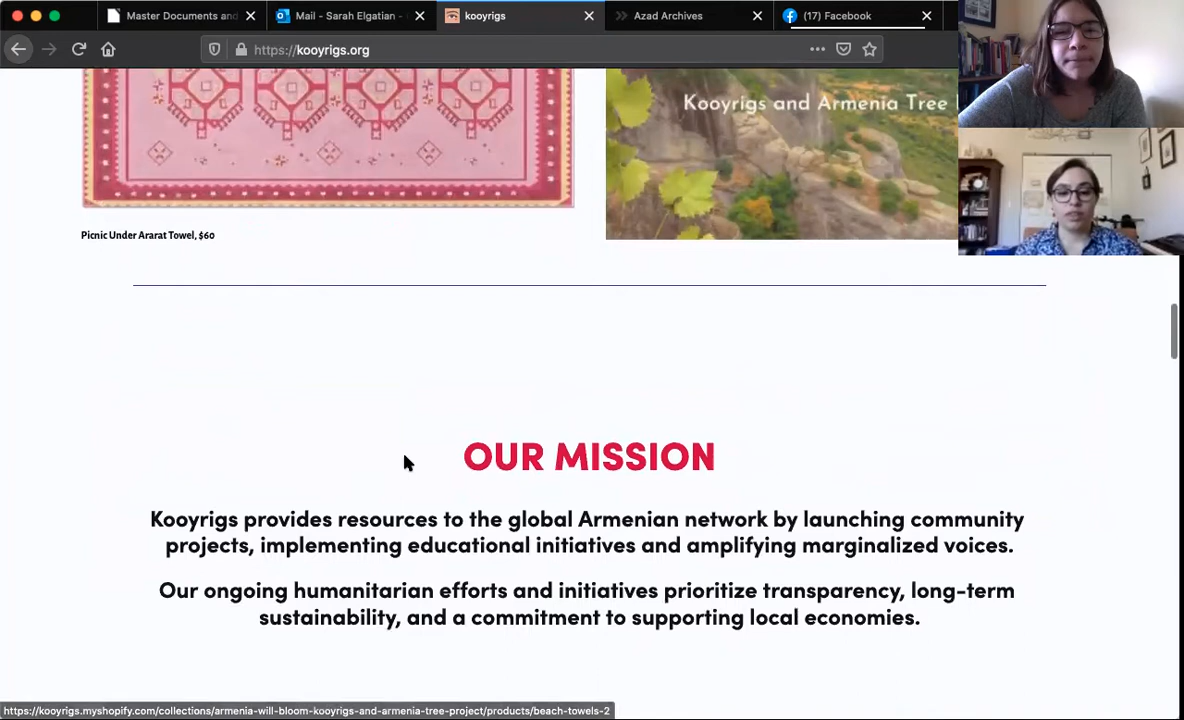 Master Documents and
Mail - Sarah Elgatian -
kooyrigs
Azad Archives
(17) Facebook
https://kooyrigs.org
Kooyrigs and Armenia Tree
Picnic Under Ararat Towel, $60
OUR MISSION
Kooyrigs provides resources to the global Armenian network by launching community
projects, implementing educational initiatives and amplifying marginalized voices.
Our ongoing humanitarian efforts and initiatives prioritize transparency, long-term
sustainability, and a commitment to supporting local economies.
https://kooyrigs.myshopify.com/collections/armenia-will-bloom-kooyrigs-and-armenia-tree-project/products/beach-towels-2